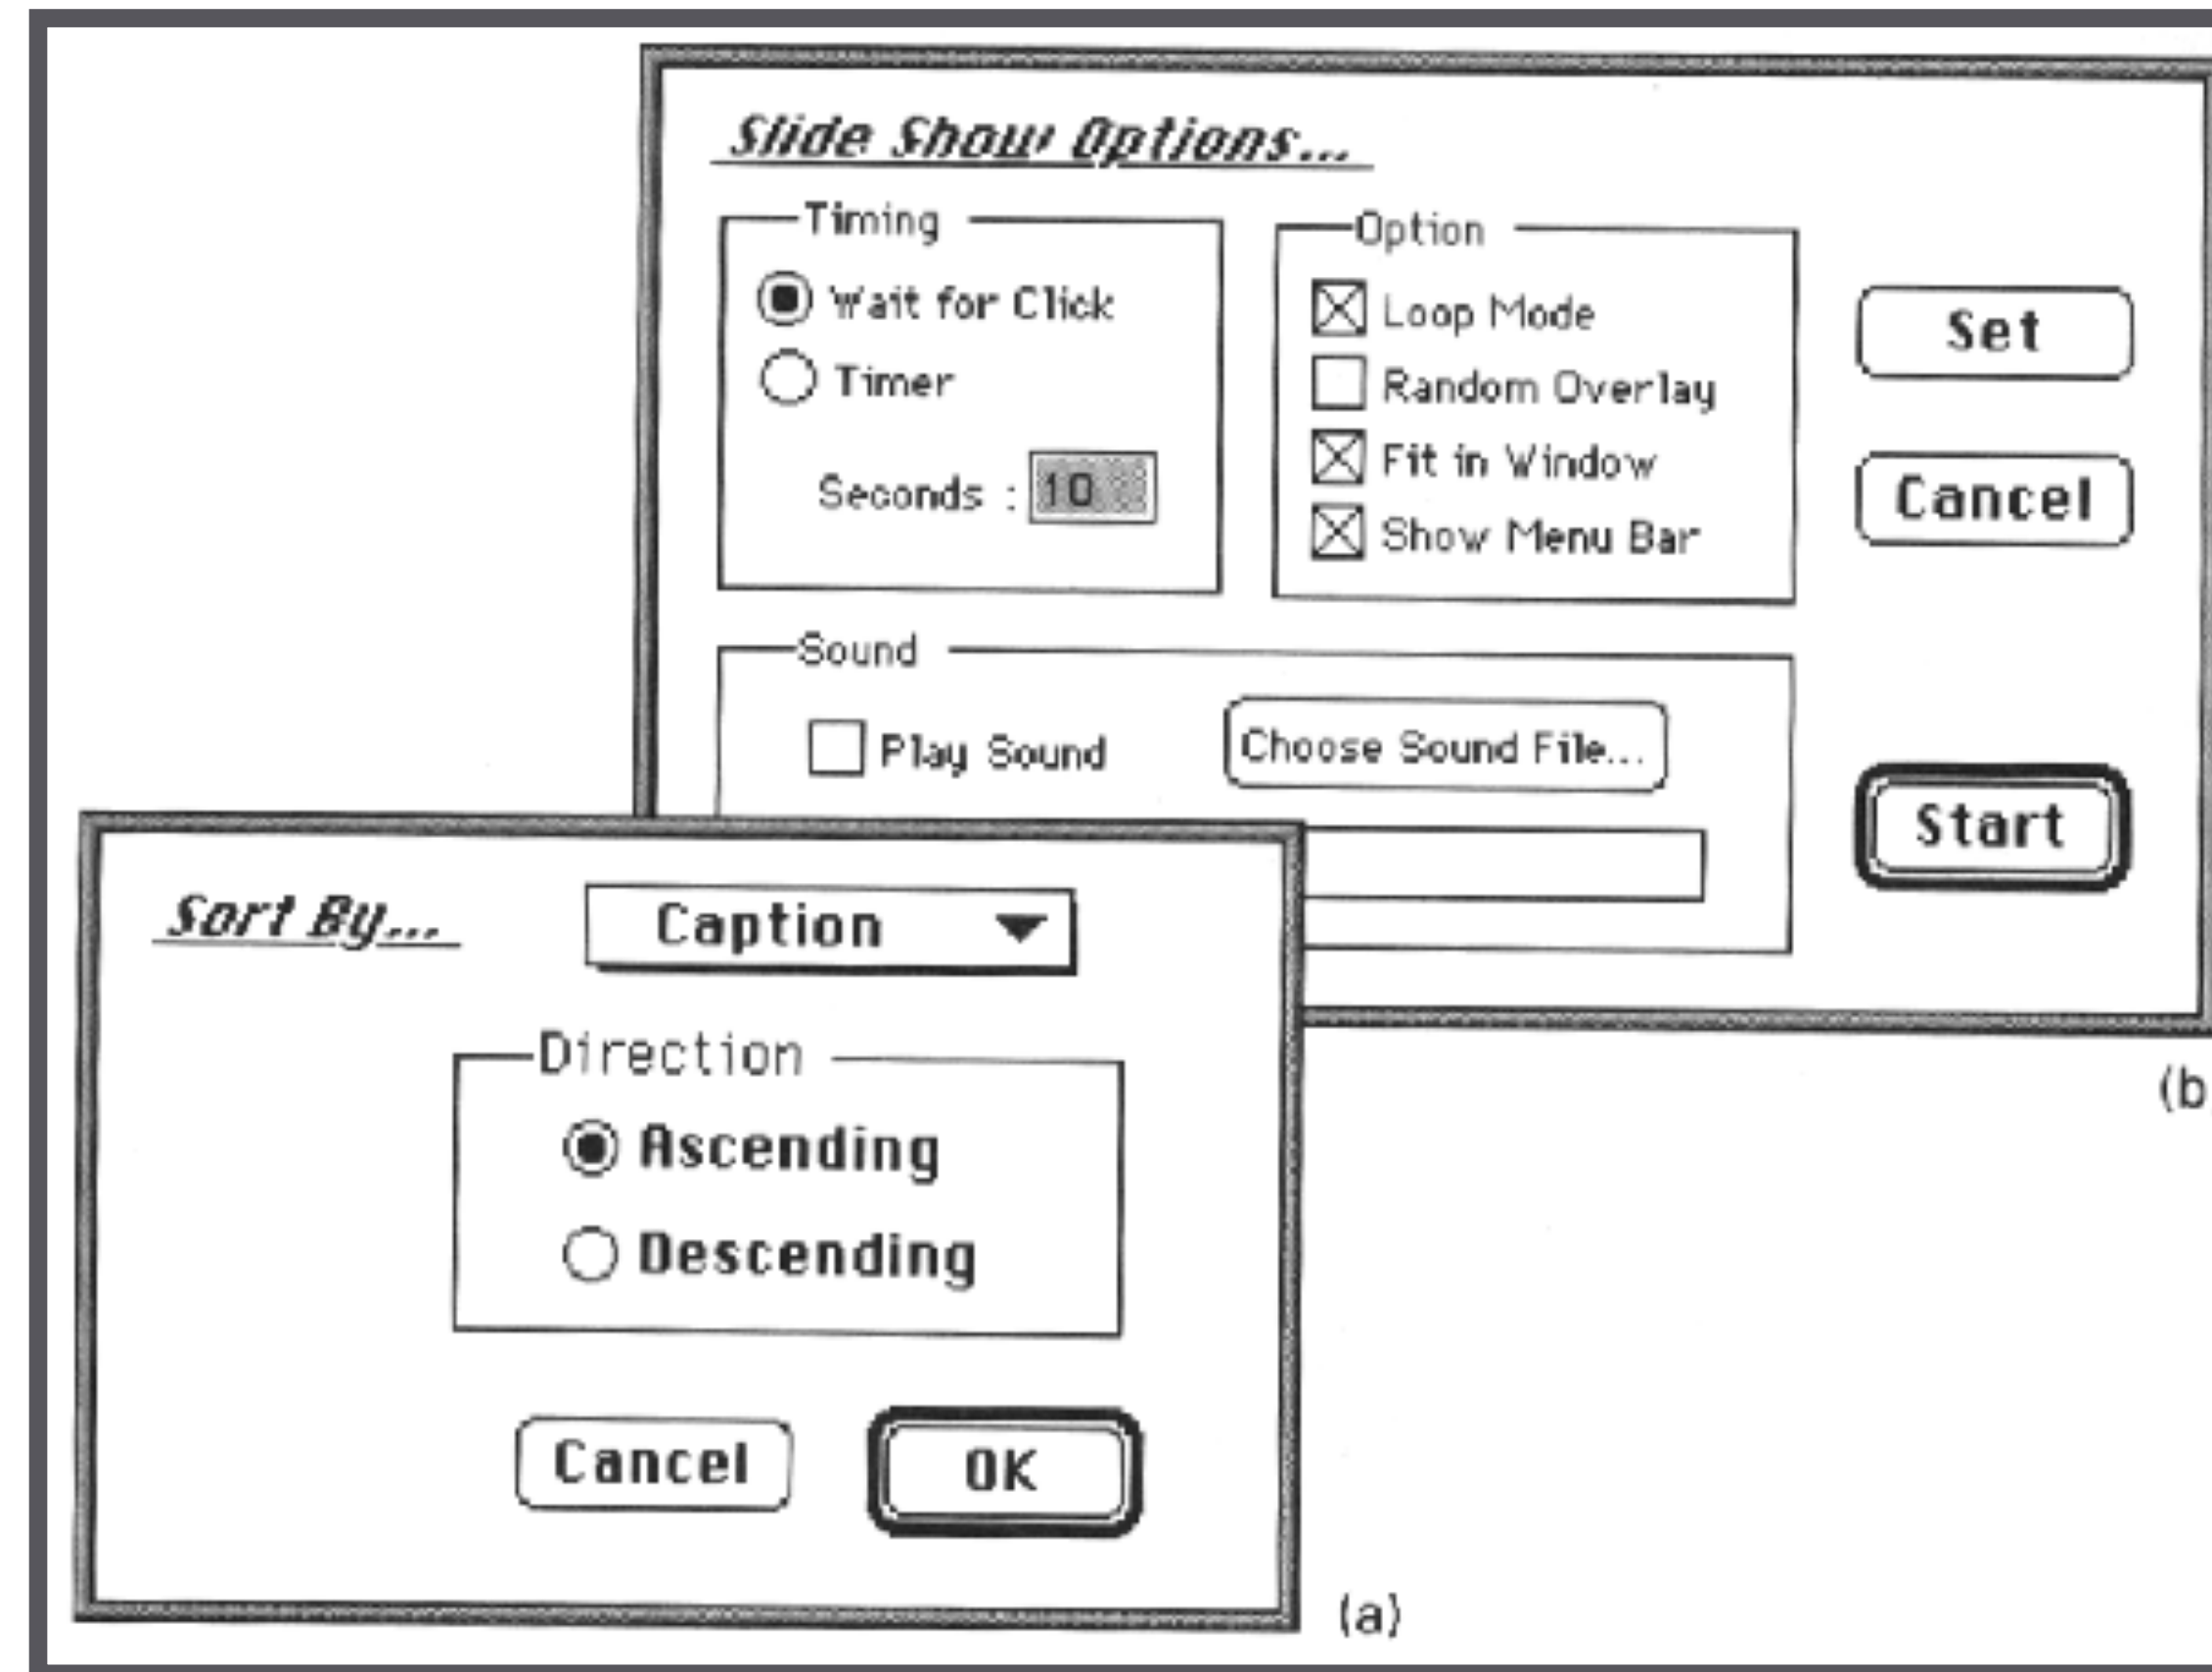 Slide Show Options...
Timing
Wait for Click
Timer
Seconds : 10
Option
Loop Mode
Random Overlay
Fit in Window
Show Menu Bar
Set
Cancel
Sound
Play Sound
Choose Sound File...
Start
(b
Sort By...
Caption
Direction
Ascending
Descending
Cancel
OK
(a)